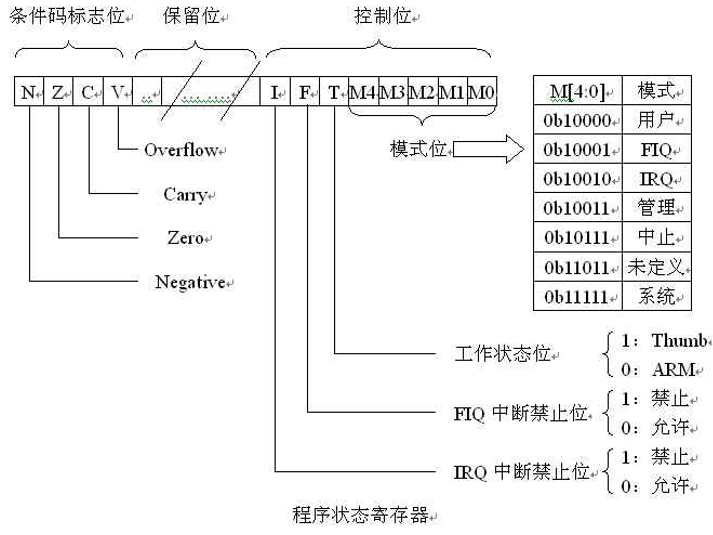 条件码标志位 保留位 控制位
N Z C V .. ... .... I F T M4 M3 M2 M1 M0
M[4:0] 模式
0b10000 用户
0b10001 FIQ
0b10010 IRQ
0b10011 管理
0b10111 中止
0b11011 未定义
0b11111 系统
模式位
Overflow
Carry
Zero
Negative
工作状态位
1：Thumb
0：ARM
FIQ 中断禁止位
1：禁止
0：允许
IRQ 中断禁止位
1：禁止
0：允许
程序状态寄存器